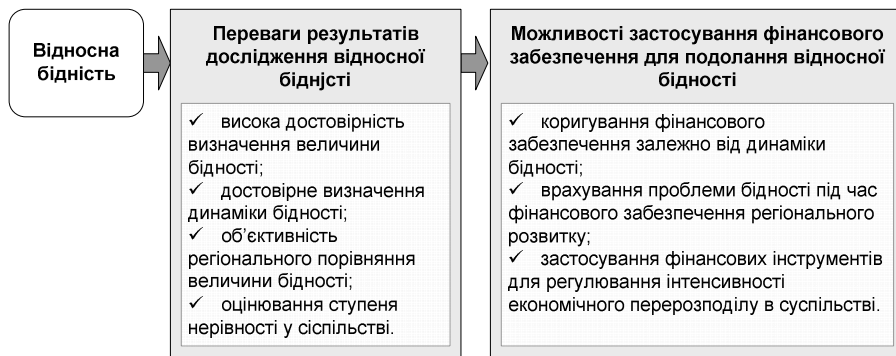 Відносна
бідність
Переваги результатів
дослідження відносної
біднjсті
✓ висока достовірність
визначення величини
бідності;
✓ достовірне визначення
динаміки бідності;
✓ об’єктивність
регіонального порівняння
величини бідності;
✓ оцінювання ступеня
нерівності у сіспільстві.
Можливості застосування фінансового
забезпечення для подолання відносної
бідності
✓ коригування фінансового
забезпечення залежно від динаміки
бідності;
✓ врахування проблеми бідності під час
фінансового забезпечення регіонального
розвитку;
✓ застосування фінансових інструментів
для регулювання інтенсивності
економічного перерозподілу в суспільстві.